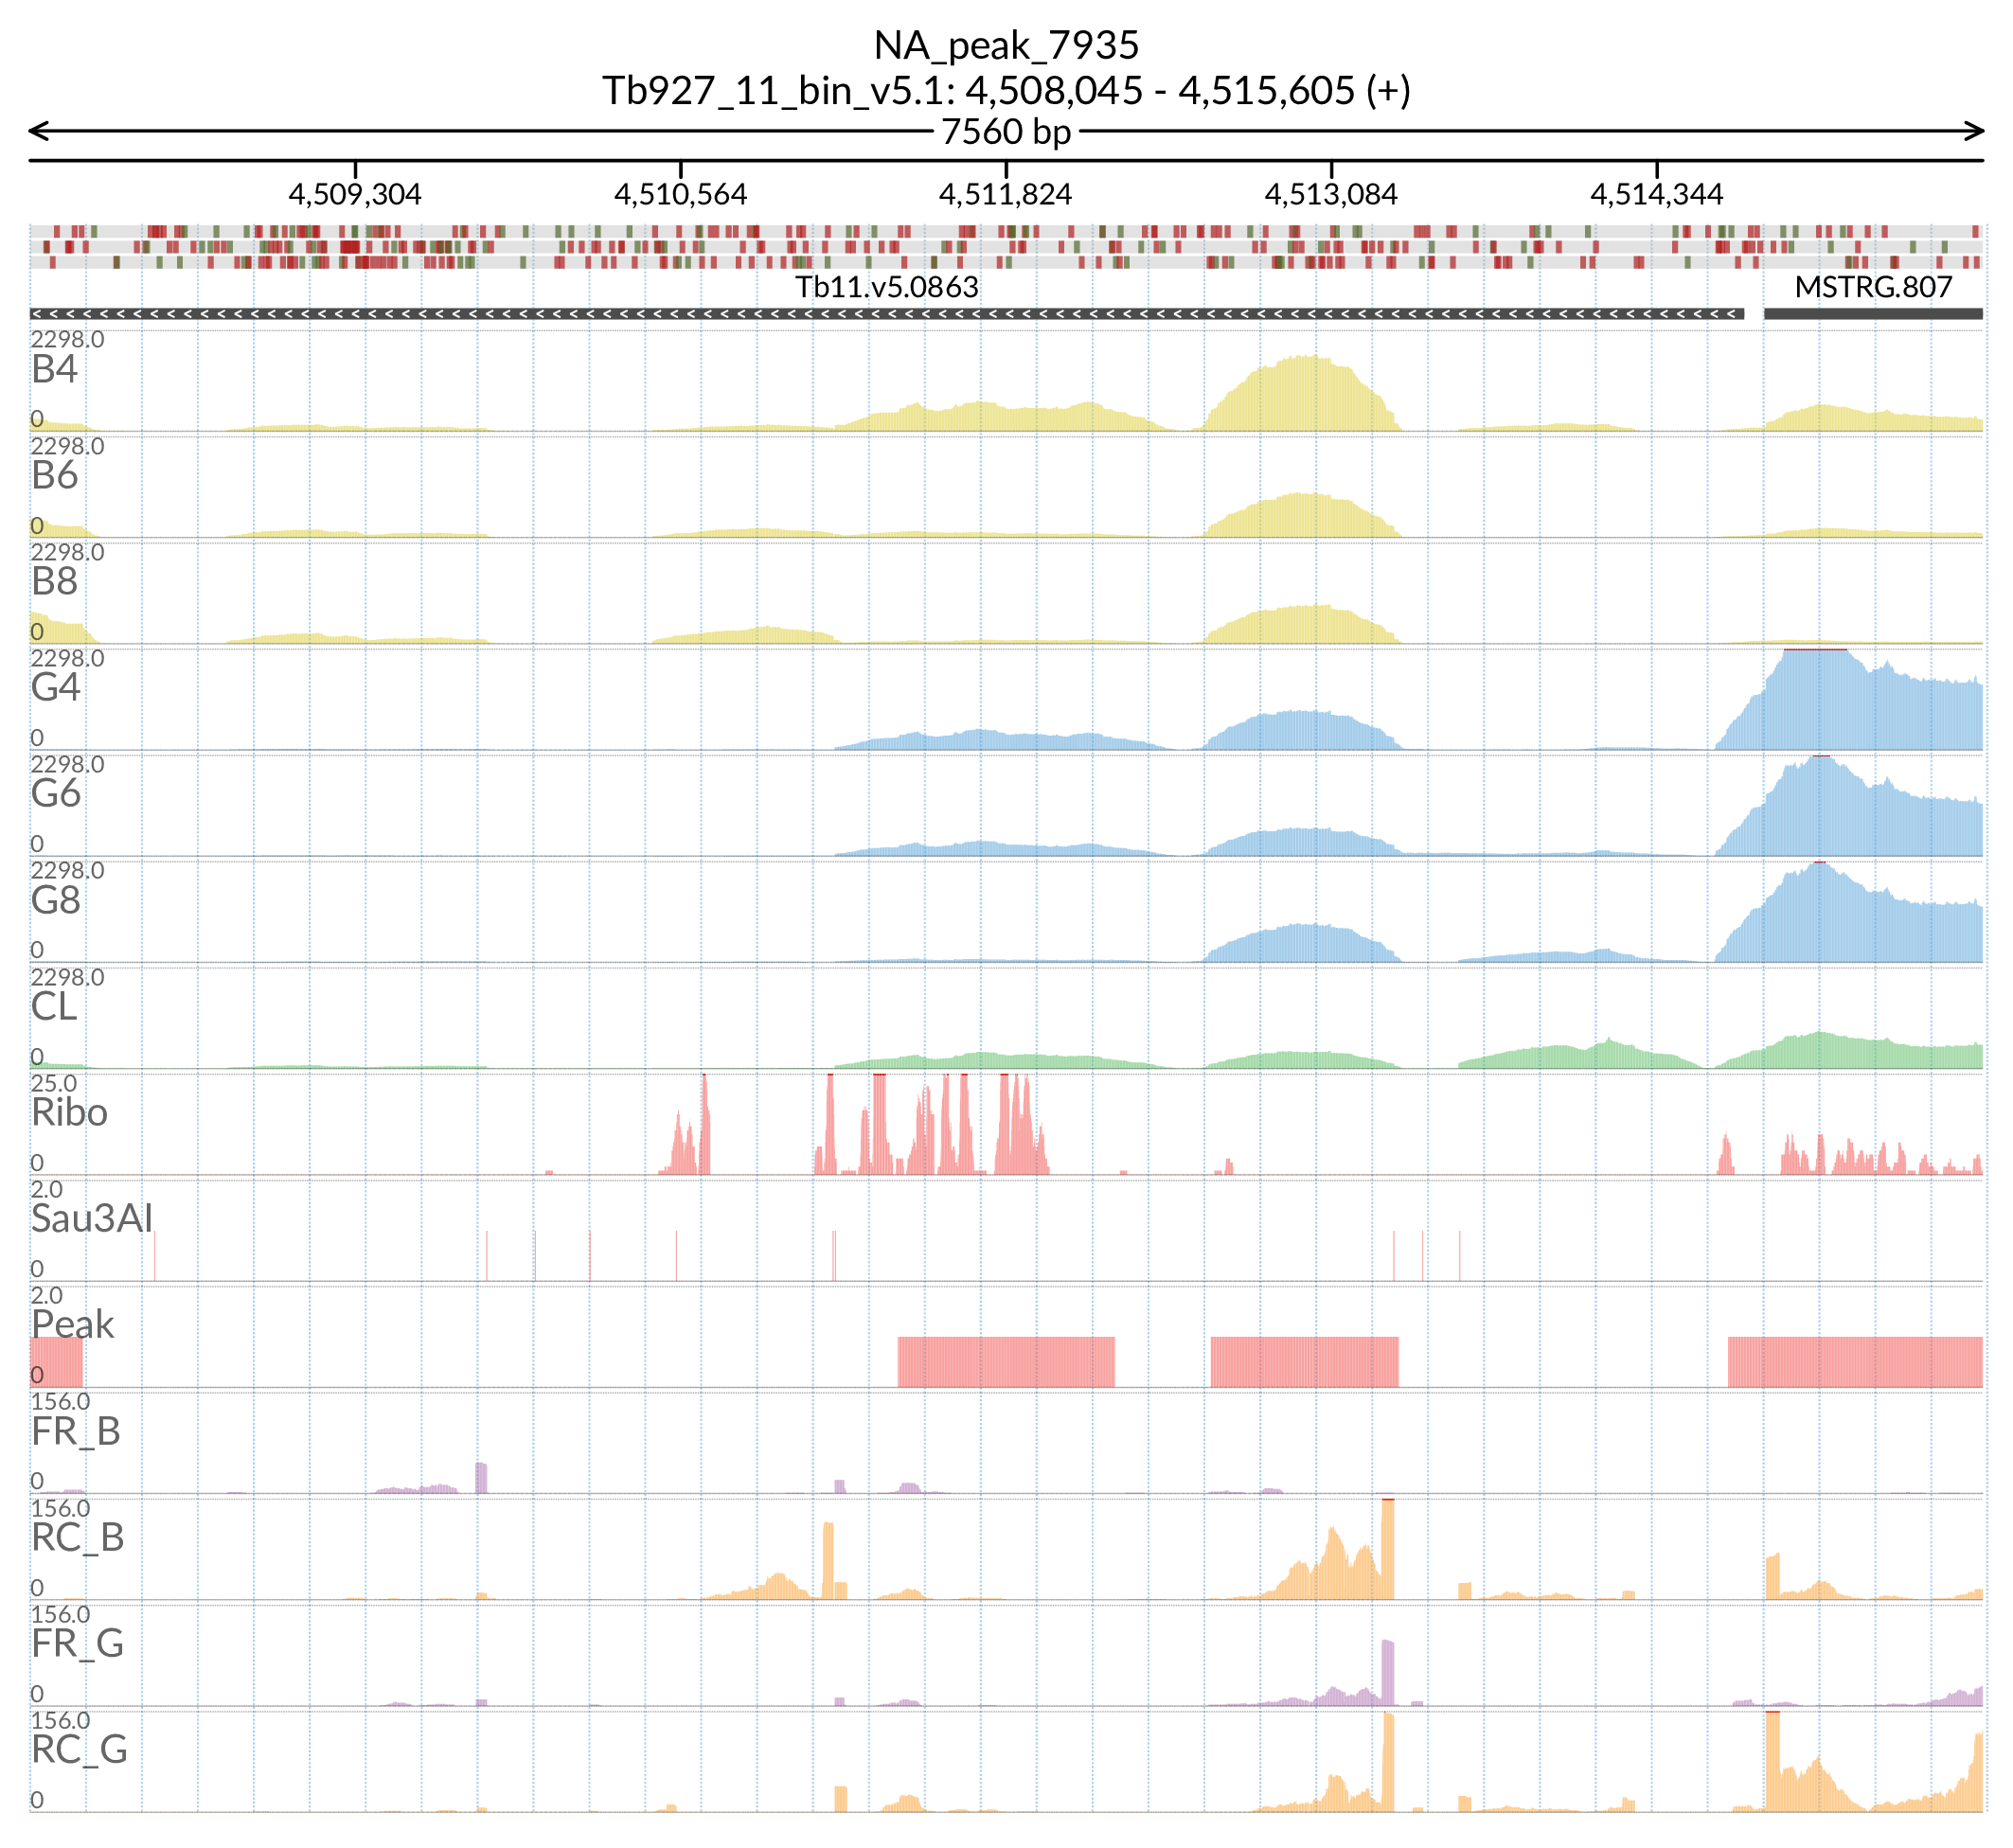 NA_peak_7935
Tb927_11_bin_v5.1: 4,508,045 - 4,515,605 (+)
7560 bp
4,509,304 4,510,564 4,511,824 4,513,084 4,514,344
Tb11.v5.0863 MSTRG.807
2298.0
B4
0
2298.0
B6
0
2298.0
B8
0
2298.0
G4
0
2298.0
G6
0
2298.0
G8
0
2298.0
CL
0
25.0
Ribo
0
2.0
Sau3AI
0
2.0
Peak
0
156.0
FR_B
0
156.0
RC_B
0
156.0
FR_G
0
156.0
RC_G
0